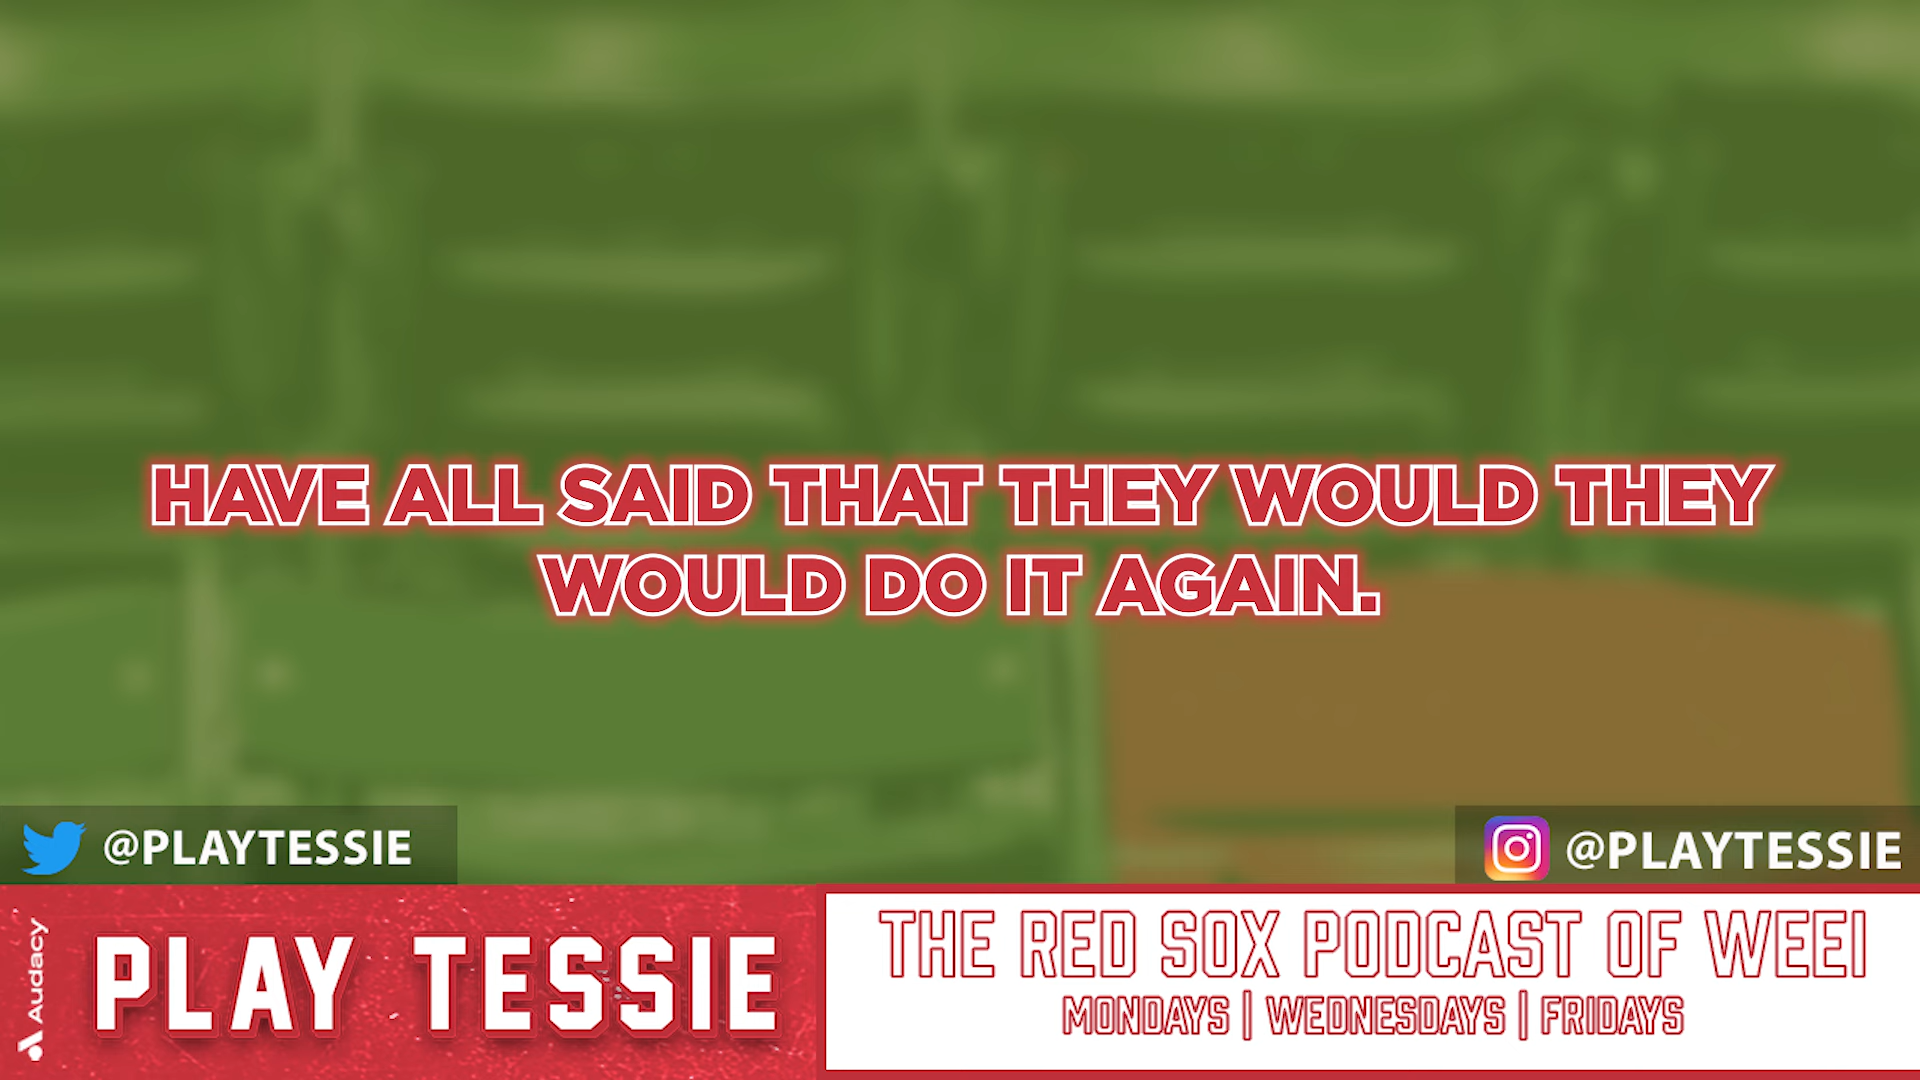 HAVE ALL SAID THAT THEY WOULD THEY
WOULD DO IT AGAIN.
@PLAYTESSIE
@PLAYTESSIE
Audacy
PLAY TESSIE
THE RED SOX PODCAST OF WEEI
MONDAYS | WEDNESDAYS | FRIDAYS